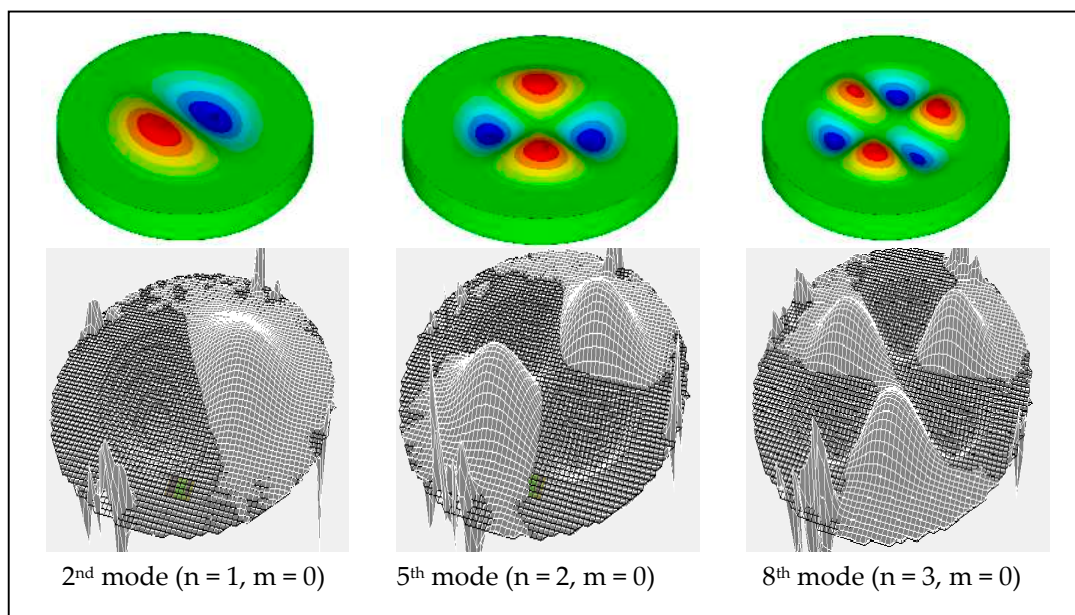 2nd mode (n = 1, m = 0) 5th mode (n = 2, m = 0) 8th mode (n = 3, m = 0)